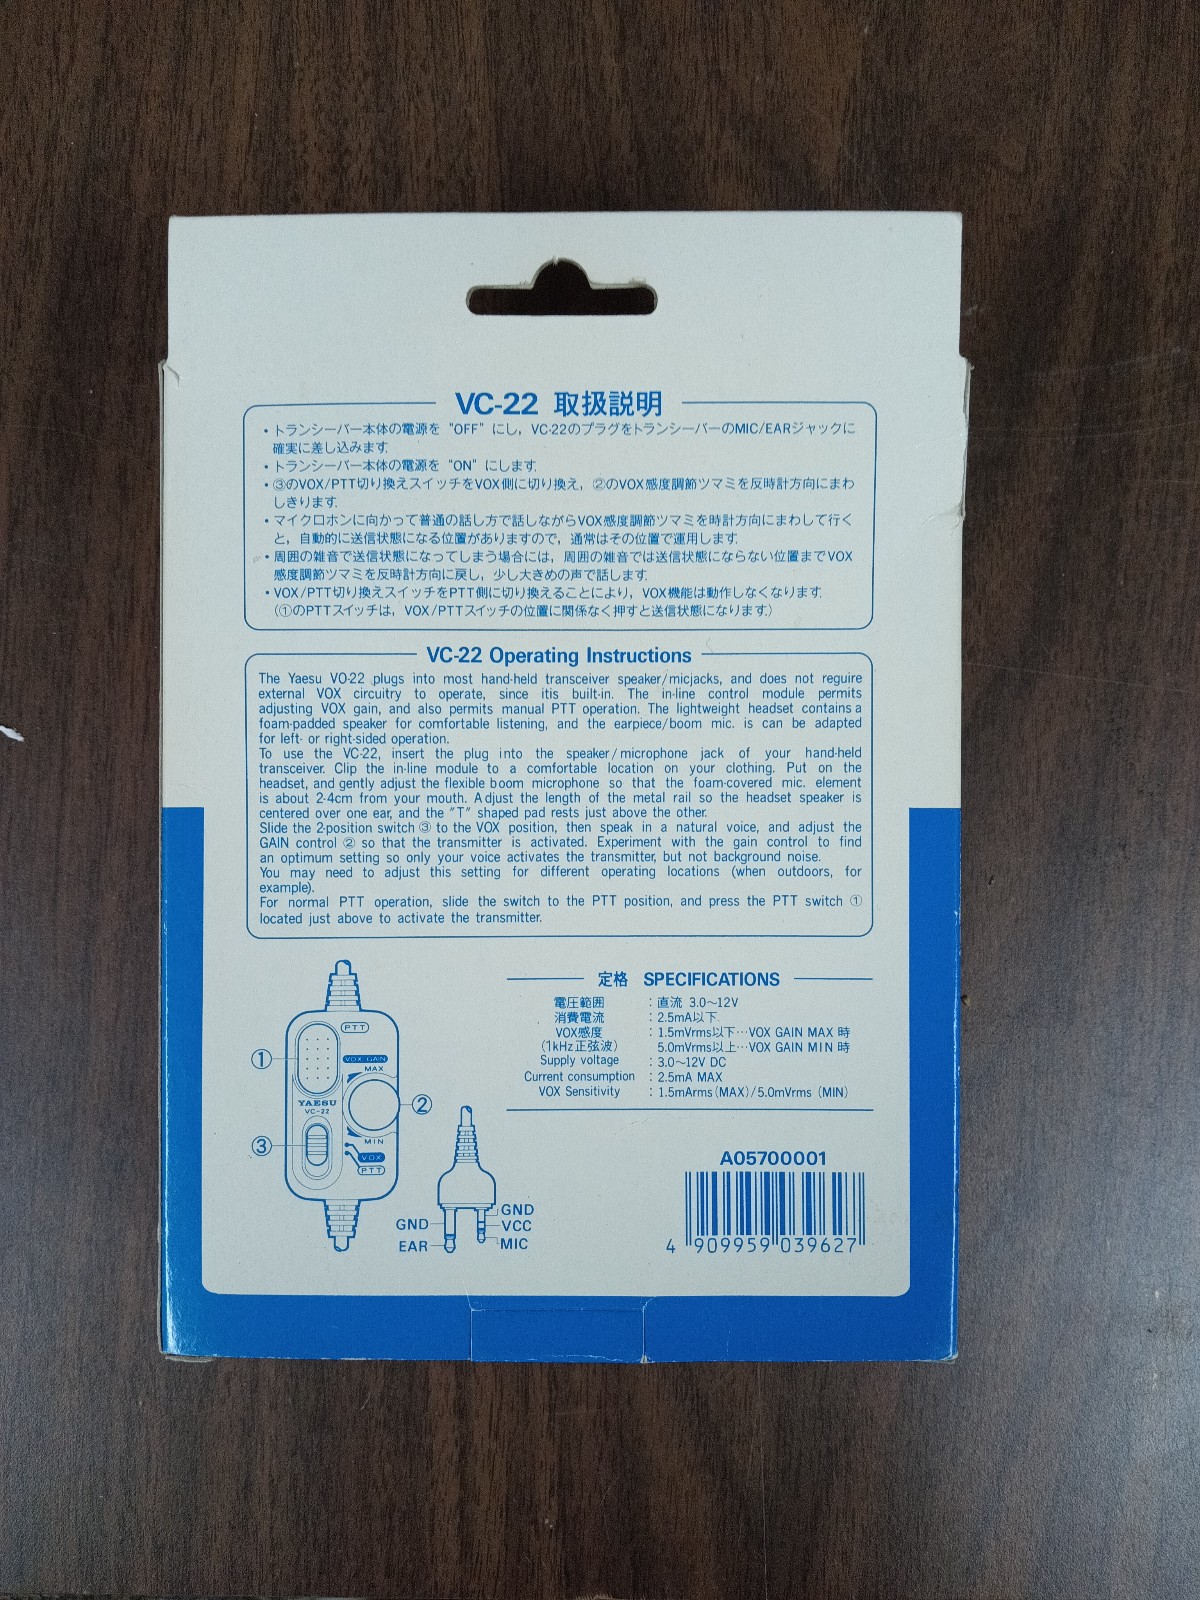 VC-22 取扱説明
・トランシーバー本体の電源を "OFF" にし，VC-22のプラグをトランシーバーのMIC/EARジャックに
確実に差し込みます.
・トランシーバー本体の電源を "ON" にします.
・③のVOX/PTT切り換えスイッチをVOX側に切り換え，②のVOX感度調節ツマミを反時計方向にまわ
しきります.
・マイクロホンに向かって普通の話し方で話しながらVOX感度調節ツマミを時計方向にまわして行く
と，自動的に送信状態になる位置がありますので，通常はその位置で運用します.
・周囲の雑音で送信状態になってしまう場合には，周囲の雑音では送信状態にならない位置までVOX
感度調節ツマミを反時計方向に戻し，少し大きめの声で話します.
・VOX/PTT切り換えスイッチをPTT側に切り換えることにより，VOX機能は動作しなくなります.
(①のPTTスイッチは，VOX/PTTスイッチの位置に関係なく押すと送信状態になります.)
VC-22 Operating Instructions
The Yaesu VO-22 plugs into most hand-held transceiver speaker/micjacks, and does not reguire
external VOX circuitry to operate, since itis built-in. The in-line control module permits
adjusting VOX gain, and also permits manual PTT operation. The lightweight headset contains a
foam-padded speaker for comfortable listening, and the earpiece/boom mic. is can be adapted
for left- or right-sided operation.
To use the VC-22, insert the plug into the speaker/microphone jack of your hand-held
transceiver. Clip the in-line module to a comfortable location on your clothing. Put on the
headset, and gently adjust the flexible boom microphone so that the foam-covered mic. element
is about 2-4cm from your mouth. Adjust the length of the metal rail so the headset speaker is
centered over one ear, and the "T" shaped pad rests just above the other.
Slide the 2-position switch ③ to the VOX position, then speak in a natural voice, and adjust the
GAIN control ② so that the transmitter is activated. Experiment with the gain control to find
an optimum setting so only your voice activates the transmitter, but not background noise.
You may need to adjust this setting for different operating locations (when outdoors, for
example).
For normal PTT operation, slide the switch to the PTT position, and press the PTT switch ①
located just above to activate the transmitter.
PTT
①
VOX GAIN
MAX
YAESU
VC-22
②
MIN
③
VOX
PTT
GND
EAR
GND
VCC
MIC
定格 SPECIFICATIONS
電圧範囲 : 直流 3.0～12V
消費電流 : 2.5mA以下
VOX感度 : 1.5mVrms以下…VOX GAIN MAX 時
(1kHz正弦波) 5.0mVrms以上…VOX GAIN MIN 時
Supply voltage : 3.0～12V DC
Current consumption : 2.5mA MAX
VOX Sensitivity : 1.5mArms (MAX)/5.0mVrms (MIN)
A05700001
4 909959 039627